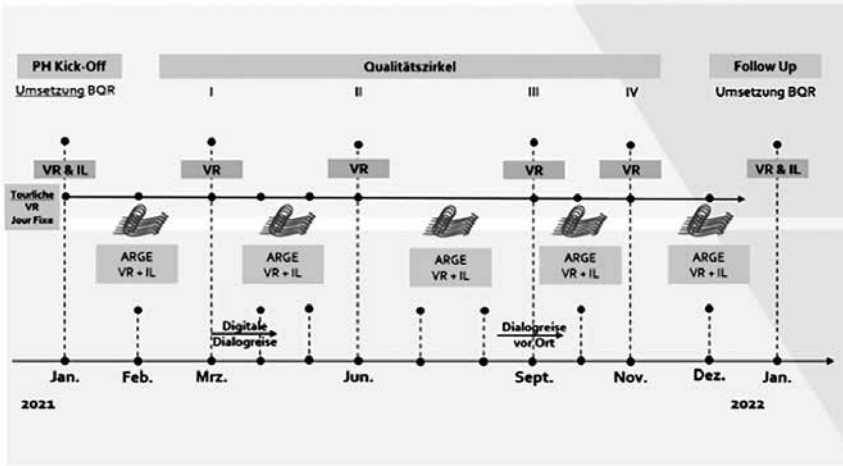 PH Kick-Off
Qualitätszirkel
Follow Up
Umsetzung BQR
I
II
III
IV
Umsetzung BQR
VR & IL
VR
VR
VR
VR
VR & IL
Tourliche
VR
Jour Fixe
ARGE
VR + IL
ARGE
VR + IL
ARGE
VR + IL
ARGE
VR + IL
ARGE
VR + IL
Digitale
Dialogreise
Dialogreise
vor Ort
Jan.
Feb.
Mrz.
Jun.
Sept.
Nov.
Dez.
Jan.
2021
2022